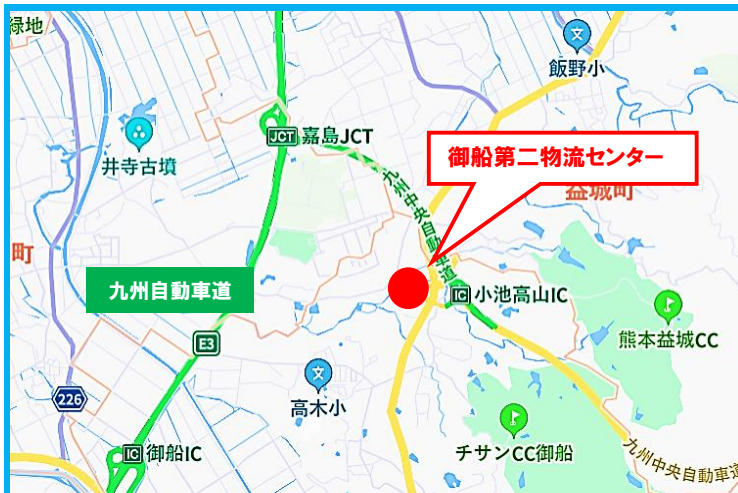 緑地
飯野小
JCT 嘉島JCT
井寺古墳
御船第二物流センター
益城町
九州中央自動車道
町
九州自動車道
IC 小池高山IC
E3
熊本益城CC
高木小
226
チサンCC御船
IC 御船IC
九州中央自動車道